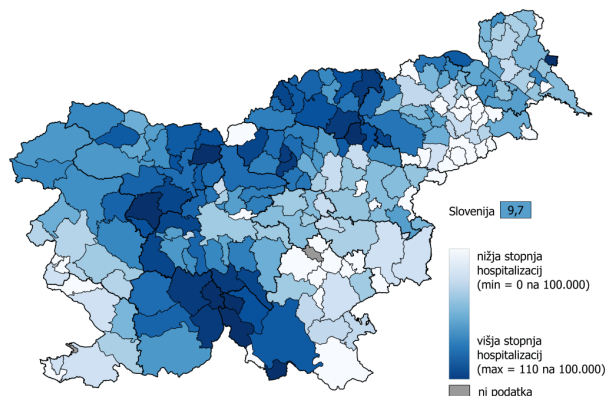 Slovenija 9,7
nižja stopnja
hospitalizacij
(min = 0 na 100.000)
višja stopnja
hospitalizacij
(max = 110 na 100.000)
ni podatka